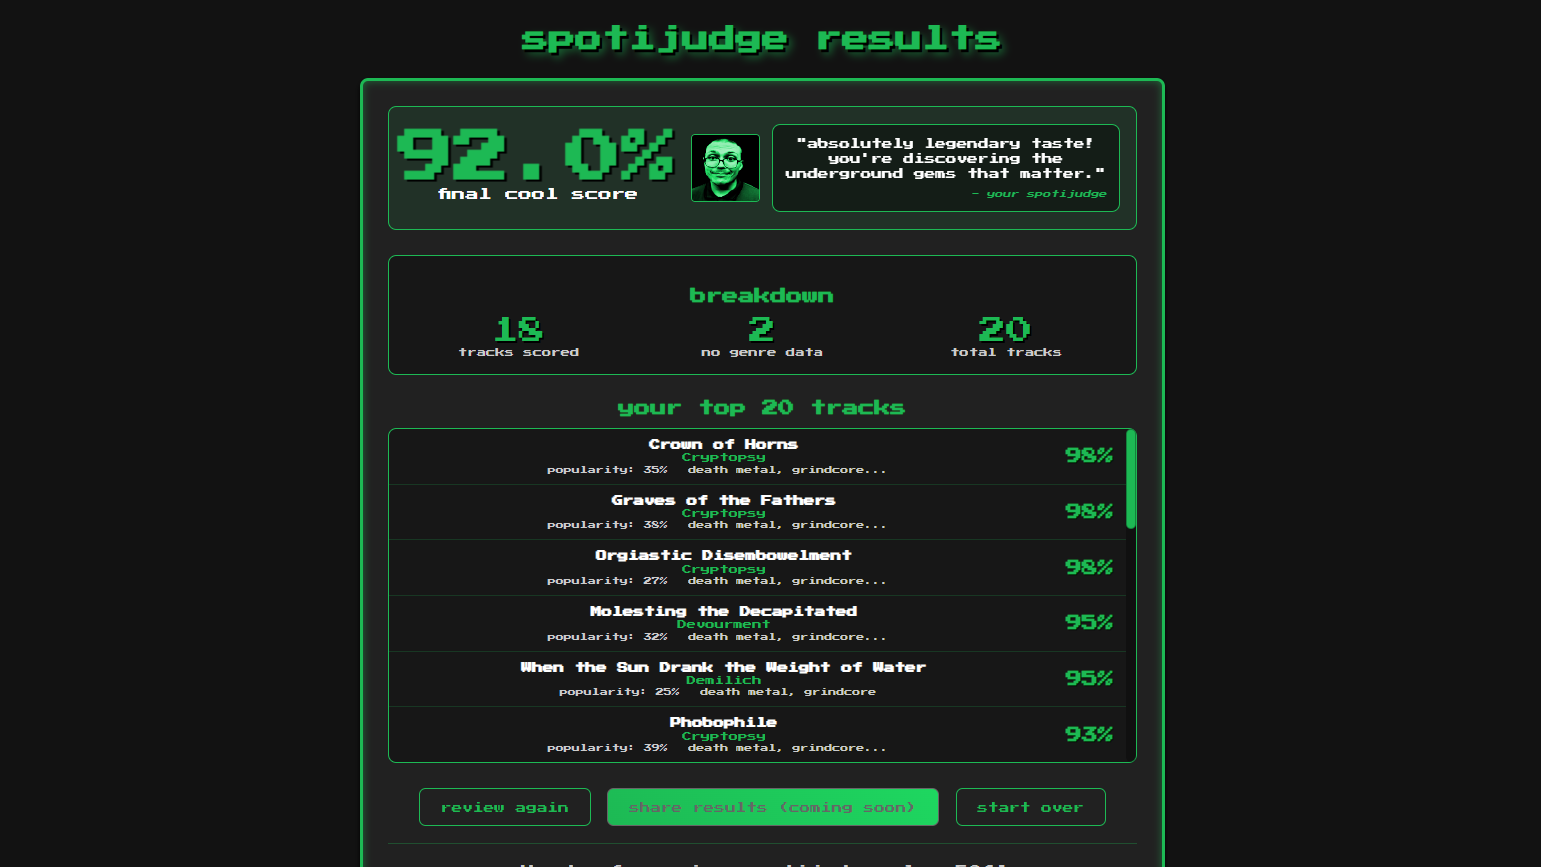 spotijudge results
92.0%
final cool score
"absolutely legendary taste!
you're discovering the
underground gems that matter."
- your spotijudge
breakdown
18
tracks scored
2
no genre data
20
total tracks
your top 20 tracks
Crown of Horns
Cryptopsy
popularity: 35% death metal, grindcore...
98%
Graves of the Fathers
Cryptopsy
popularity: 38% death metal, grindcore...
98%
Orgiastic Disembowelment
Cryptopsy
popularity: 27% death metal, grindcore...
98%
Molesting the Decapitated
Devourment
popularity: 32% death metal, grindcore...
95%
When the Sun Drank the Weight of Water
Demilich
popularity: 25% death metal, grindcore
95%
Phobophile
Cryptopsy
popularity: 39% death metal, grindcore...
93%
review again
share results (coming soon)
start over